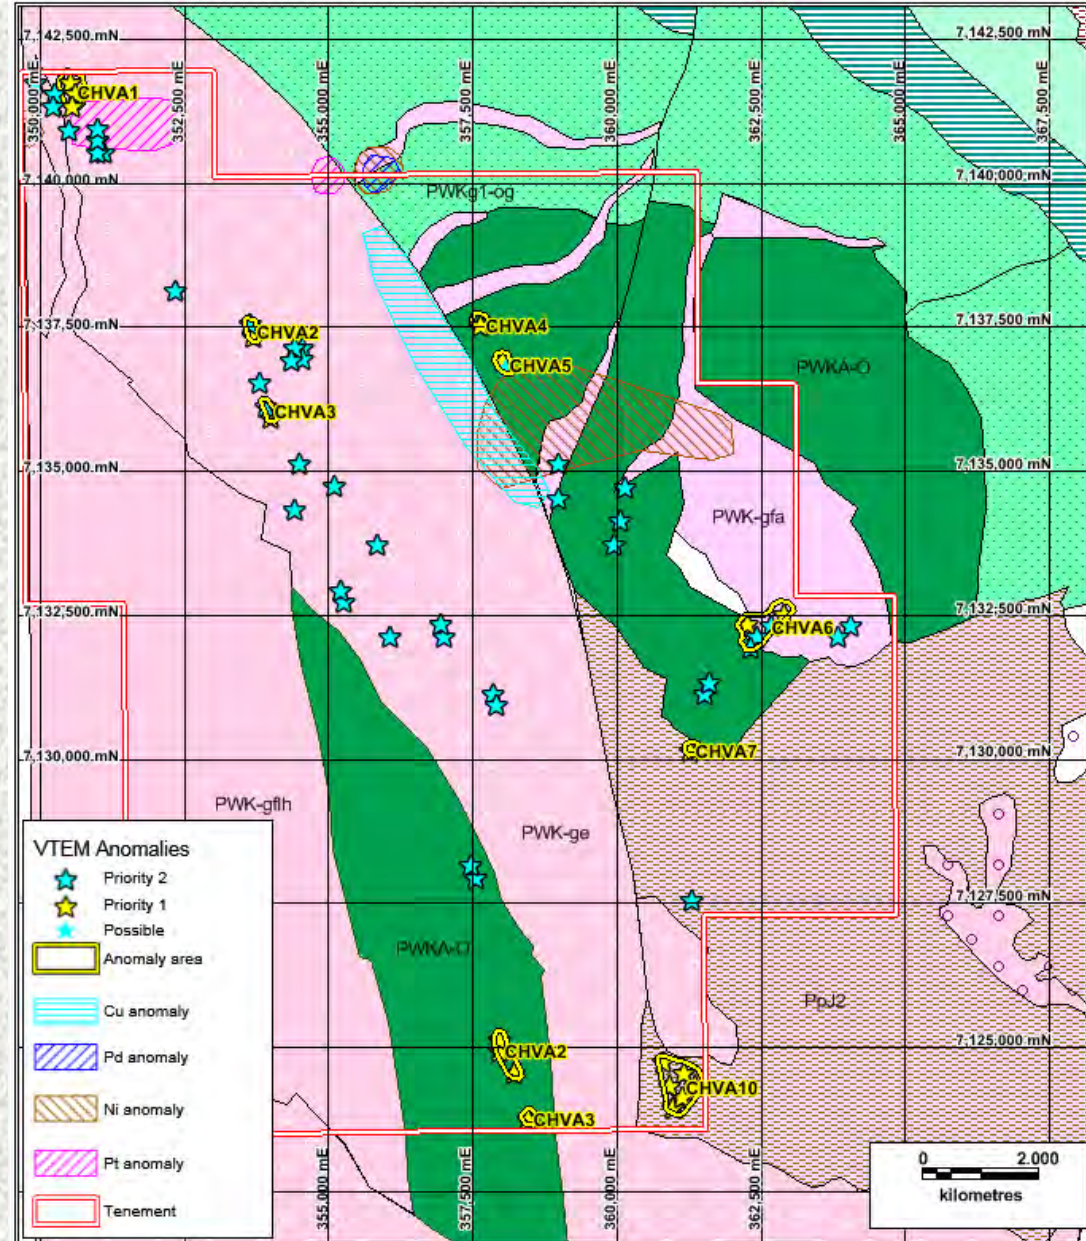 7,142,500 mN
7,142,500 mN
350,000 mE
352,500 mE
355,000 mE
357,500 mE
360,000 mE
362,500 mE
365,000 mE
367,500 mE
CHVA1
7,140,000 mN
7,140,000 mN
PWKg1-og
7,137,500 mN
7,137,500 mN
CHVA2
CHVA4
CHVA5
PWKA-O
CHVA3
7,135,000 mN
7,135,000 mN
PWK-gfa
7,132,500 mN
7,132,500 mN
CHVA6
CHVA7
7,130,000 mN
7,130,000 mN
PWK-gflh
PWK-ge
VTEM Anomalies
Priority 2
Priority 1
Possible
Anomaly area
Cu anomaly
Pd anomaly
Ni anomaly
Pt anomaly
Tenement
7,127,500 mN
PWKA-O
PpJ2
7,125,000 mN
CHVA2
CHVA10
CHVA3
355,000 mE
357,500 mE
360,000 mE
362,500 mE
0 2.000
kilometres